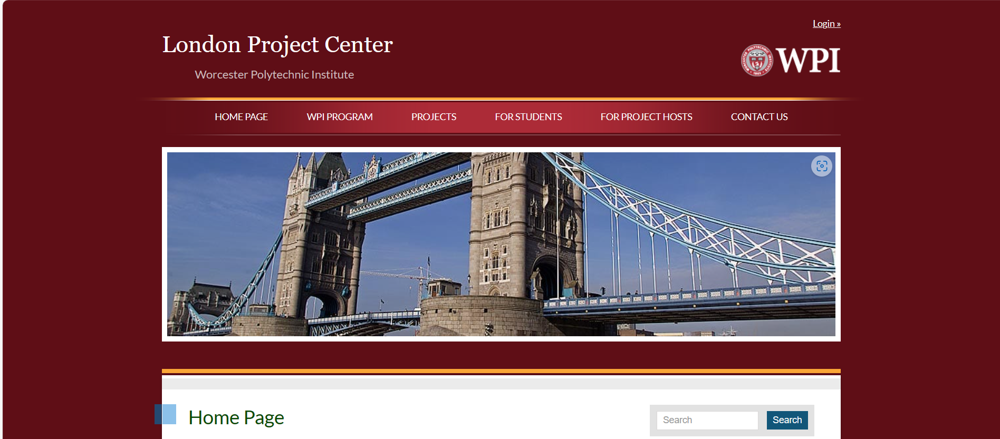 Login »
London Project Center
WPI
Worcester Polytechnic Institute
HOME PAGE WPI PROGRAM PROJECTS FOR STUDENTS FOR PROJECT HOSTS CONTACT US
Home Page
Search Search